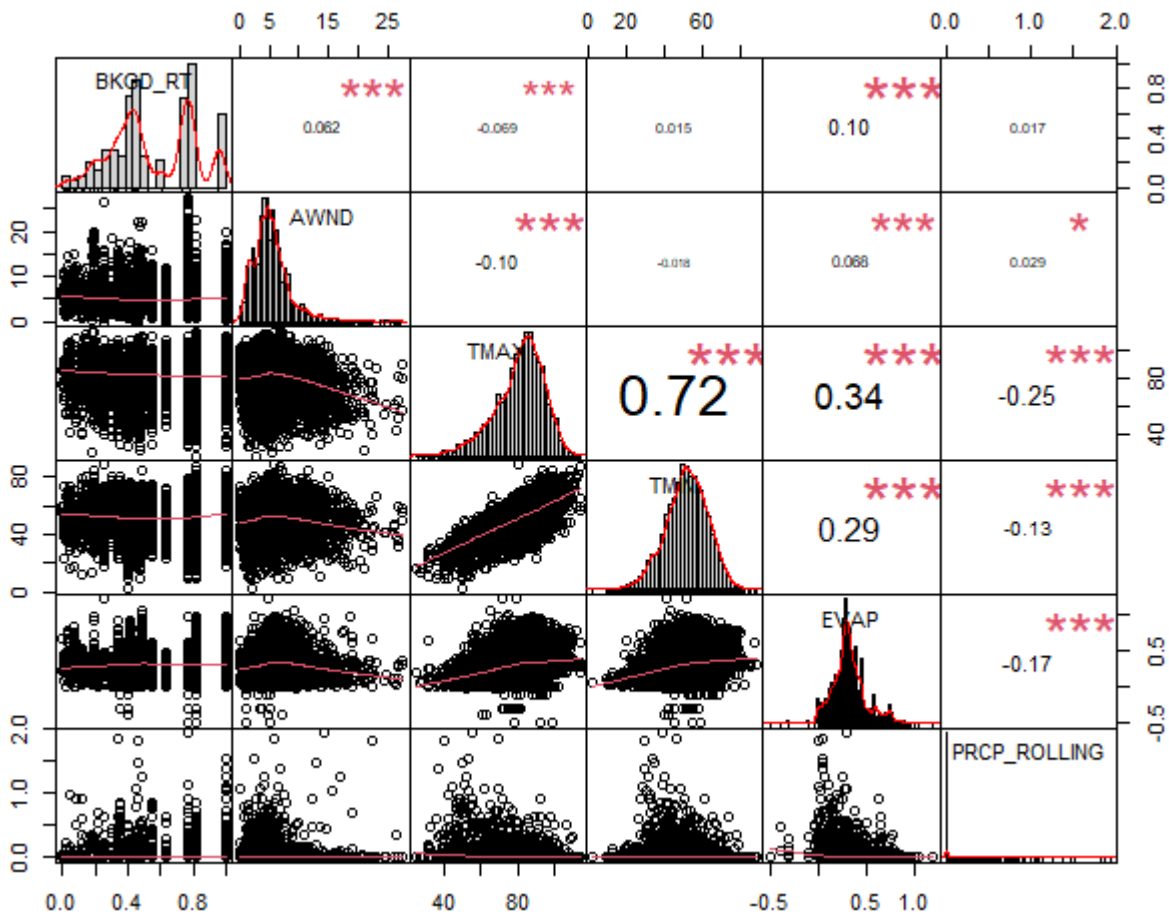 0 5 15 25 0 20 60 0.0 1.0 2.0
BKGD_RT *** *** *** 0.0 0.4 0.8
0.062 -0.069 0.015 0.10 0.017
0 10 20 AWND *** *** *
-0.10 -0.018 0.068 0.029
TMAX *** *** *** 40 80
0.72 0.34 -0.25
0 40 80 *** ***
0.29 -0.13
EVAP *** -0.5 0.5
-0.17
0.0 1.0 2.0 PRCP_ROLLING
0.0 0.4 0.8 40 80 -0.5 0.5 1.0